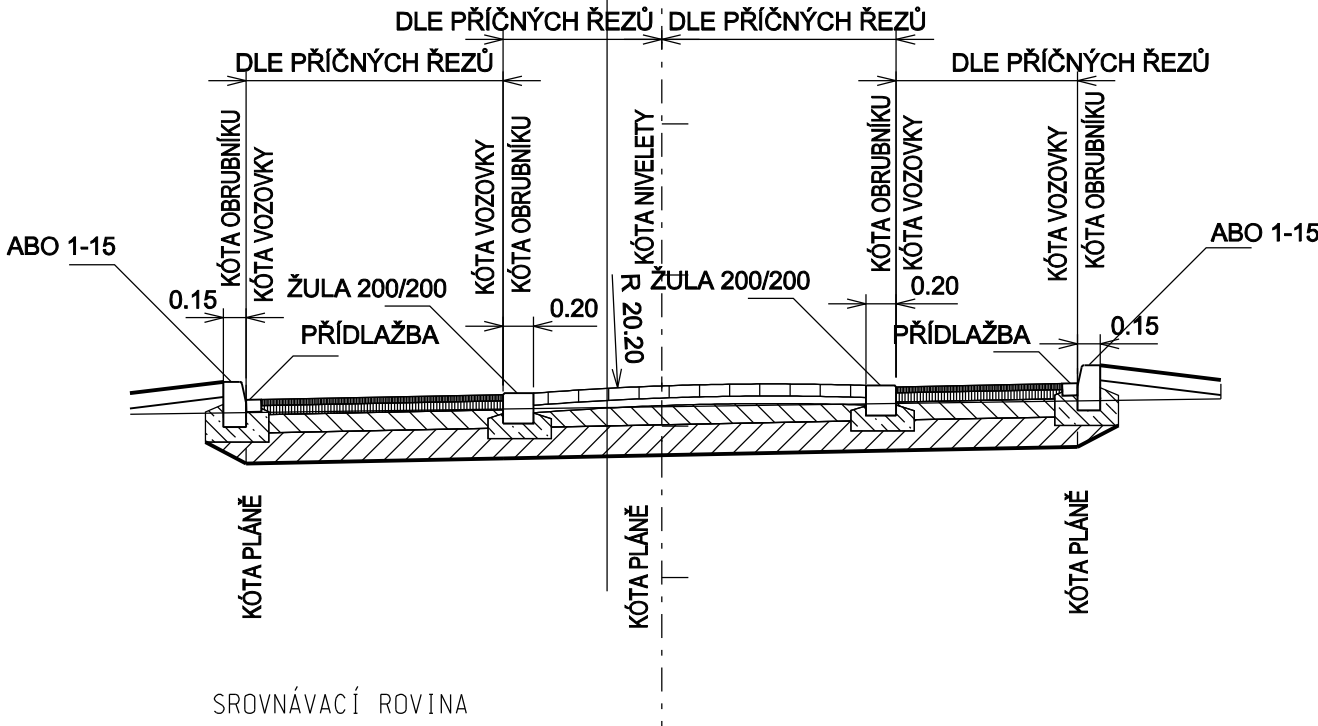 DLE PŘÍČNÝCH ŘEZŮ
DLE PŘÍČNÝCH ŘEZŮ
DLE PŘÍČNÝCH ŘEZŮ
DLE PŘÍČNÝCH ŘEZŮ
KÓTA OBRUBNÍKU
KÓTA VOZOVKY
KÓTA VOZOVKY
KÓTA OBRUBNÍKU
KÓTA NIVELETY
KÓTA OBRUBNÍKU
KÓTA VOZOVKY
KÓTA VOZOVKY
KÓTA OBRUBNÍKU
ABO 1-15
ABO 1-15
0.15
ŽULA 200/200
0.20
R 20.20
ŽULA 200/200
0.20
0.15
PŘÍDLAŽBA
PŘÍDLAŽBA
KÓTA PLÁNĚ
KÓTA PLÁNĚ
KÓTA PLÁNĚ
SROVNÁVACÍ ROVINA